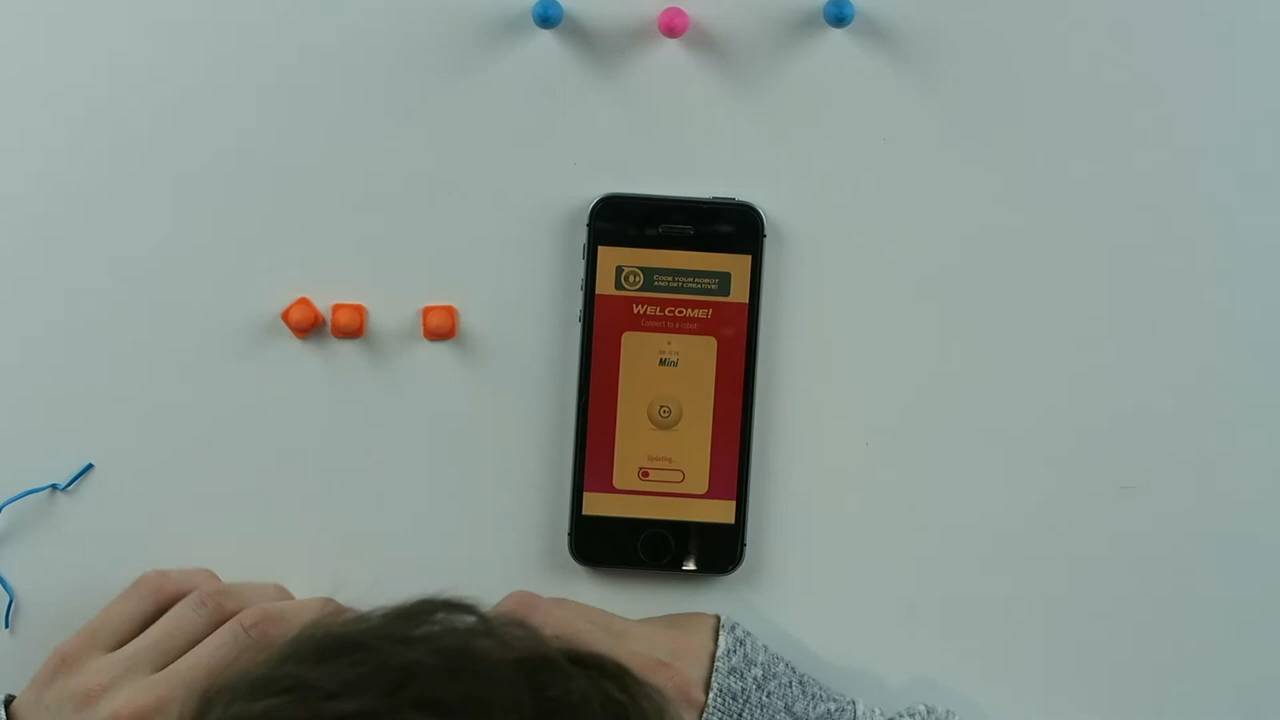 CODE YOUR ROBOT
AND GET CREATIVE!
WELCOME!
Connect to a robot
Mini
Updating...